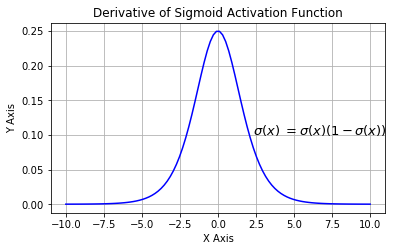 Derivative of Sigmoid Activation Function
Y Axis
0.25
0.20
0.15
0.10
0.05
0.00
σ(x) = σ(x)(1 − σ(x))
−10.0 −7.5 −5.0 −2.5 0.0 2.5 5.0 7.5 10.0
X Axis